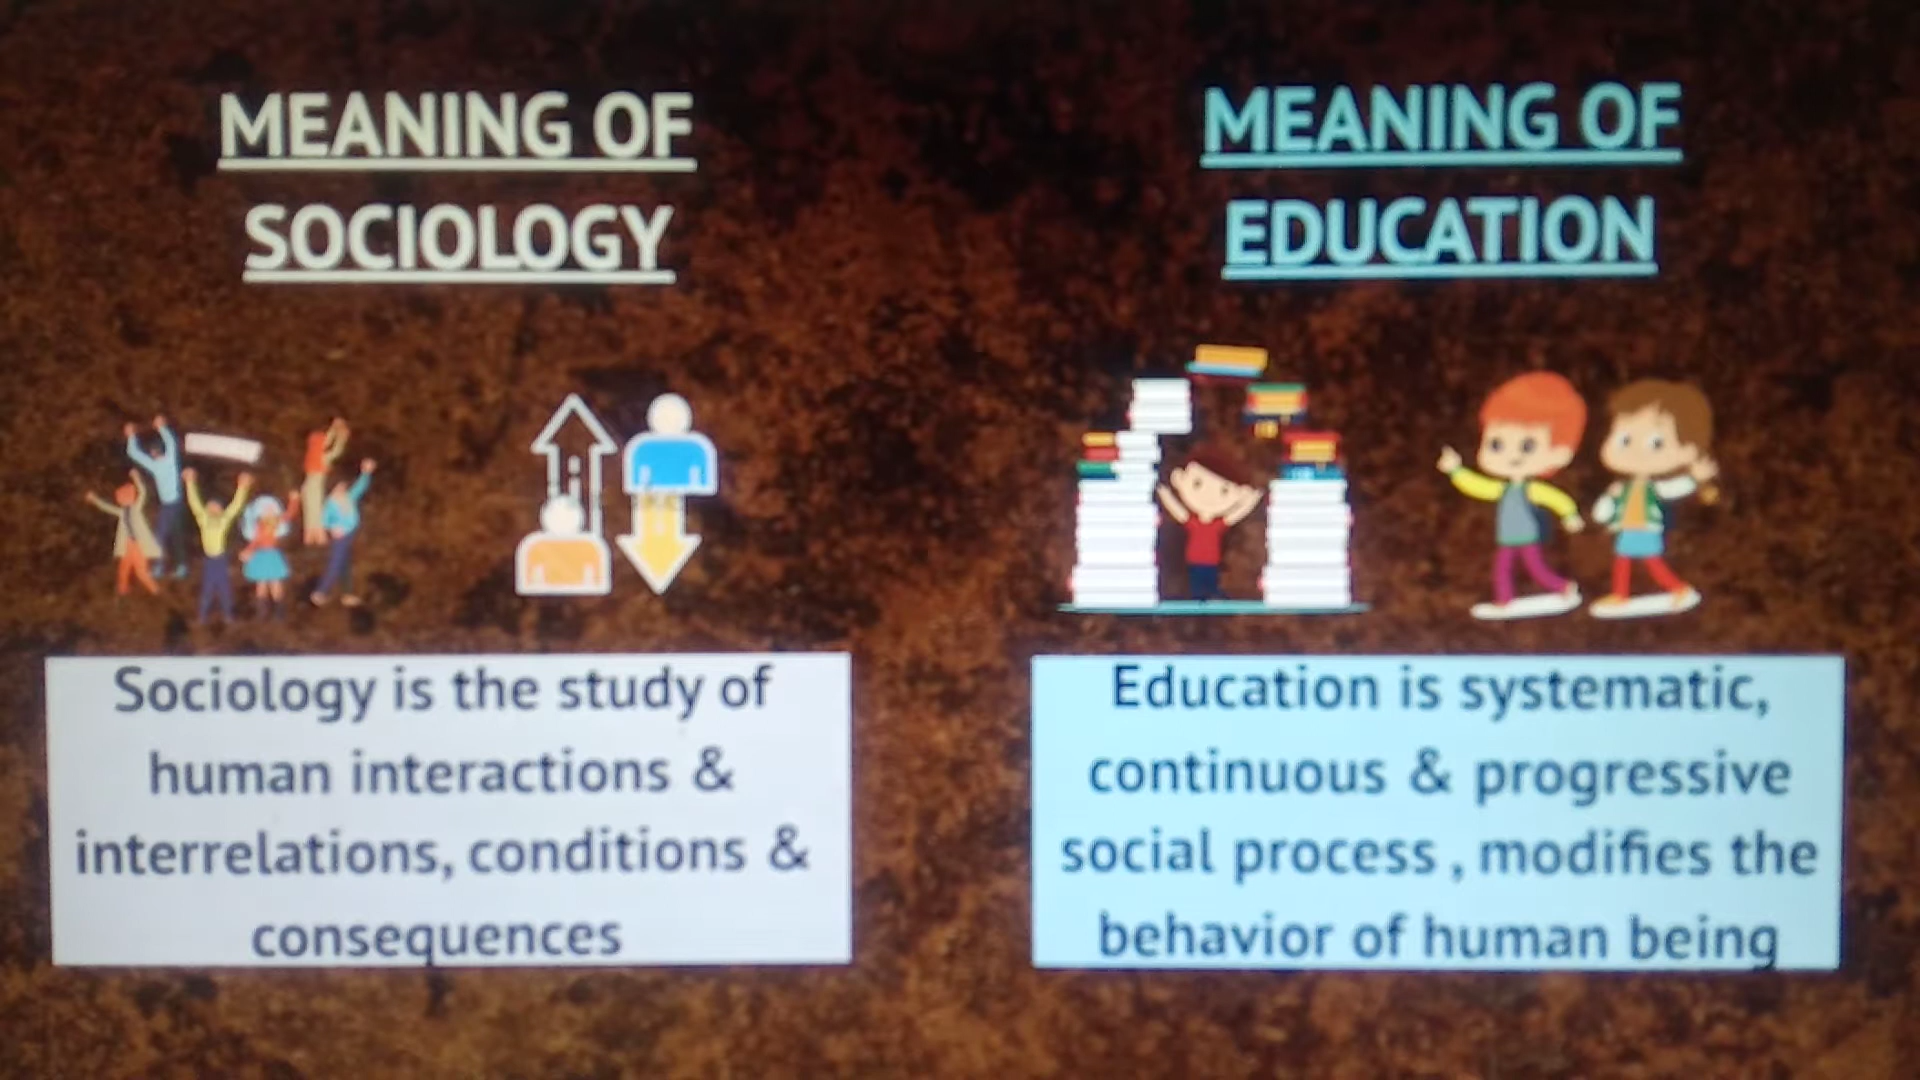 MEANING OF
SOCIOLOGY
Sociology is the study of
human interactions &
interrelations, conditions &
consequences
MEANING OF
EDUCATION
Education is systematic,
continuous & progressive
social process , modifies the
behavior of human being